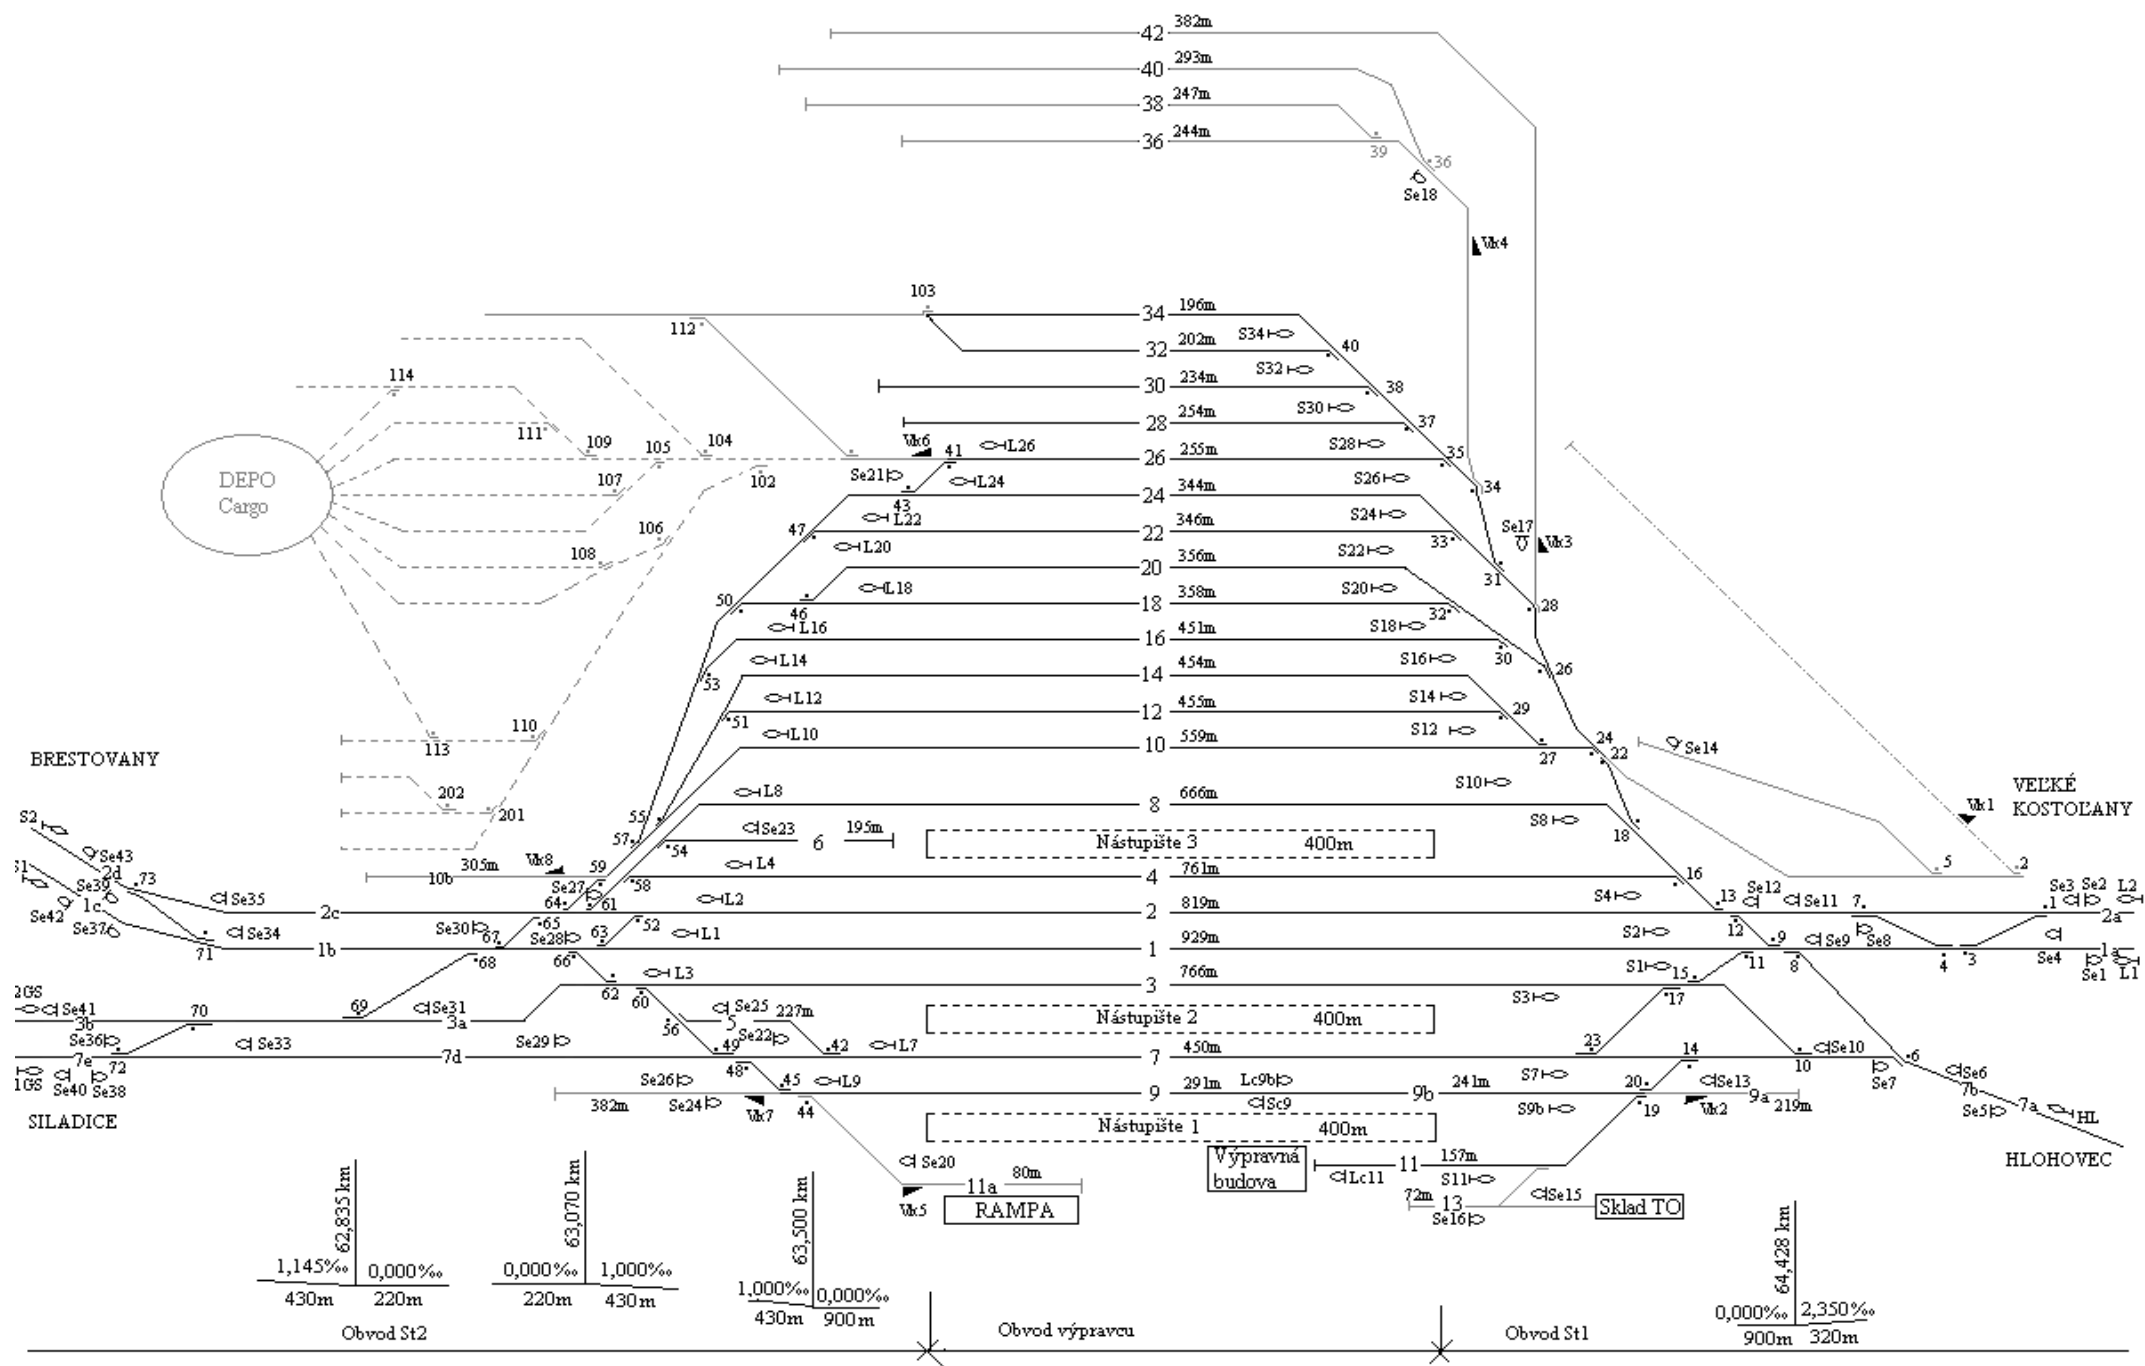 382m
42
293m
40
247m
38
244m
36
39
36
Se18
Vk4
103
112
34 196m
S34
40
32 202m
S32
114
30 234m
38
S30
28 254m
37
111
109
105
104
Vk6
41
L26
S28
35
26 255m
DEPO
Cargo
107
102
Se21
L24
S26
34
24 344m
43
L22
S24
Se17
106
47
22 346m
33
Vk3
108
L20
S22
20 356m
31
L18
S20
50
46
18 358m
32
28
L16
S18
16 451m
30
L14
S16
26
53
14 454m
L12
S14
29
51
12 455m
L10
S12
24
113
110
10 559m
27
22
Se14
BRESTOVANY
L8
S10
VEĽKÉ
KOSTOĽANY
202
201
8 666m
Vk1
S2
55
57
Se23
195m
S8
18
6
Nástupište 3
400m
Se43
54
305m
Vk8
59
L4
5
2
S1
2d
10b
58
4 761m
16
Se39
73
Se27
Se12
Se3
Se2
L2
1c
Se35
64
61
L2
S4
13
Se11
7
1
Se42
2c
2 819m
2a
Se37
Se34
Se30
67
65
Se28
63
52
L1
S2
12
9
Se9
Se8
Se4
71
1b
1 929m
1a
68
66
L3
S1
15
11
8
4
3
Se1
L1
2GS
Se41
62
60
3 766m
17
S3
3b
70
69
Se31
3a
56
Se25
5
227m
Nástupište 2
400m
Se36
Se33
Se29
Se22
49
42
L7
23
14
Se10
6
7e
72
7d
7 450m
10
Se7
1GS
Se40
Se38
Se26
48
45
L9
Lc9b
S7
20
Se13
Se6
7b
382m
Se24
Vk7
44
9 291m
Sc9
9b
241m
S9b
19
Vk2
9a
219m
Se5
7a
HL
SILADICE
Nástupište 1
400m
Se20
Výpravná
budova
11
157m
HLOHOVEC
Lc11
S11
80m
11a
72m
13
Se15
Vk5
RAMPA
Se16
Sklad TO
62,835 km
63,070 km
63,500 km
64,428 km
1,145‰
0,000‰
0,000‰
1,000‰
1,000‰
0,000‰
0,000‰
2,350‰
430m
220m
220m
430m
430m
900m
900m
320m
Obvod St2
Obvod výpravcu
Obvod St1